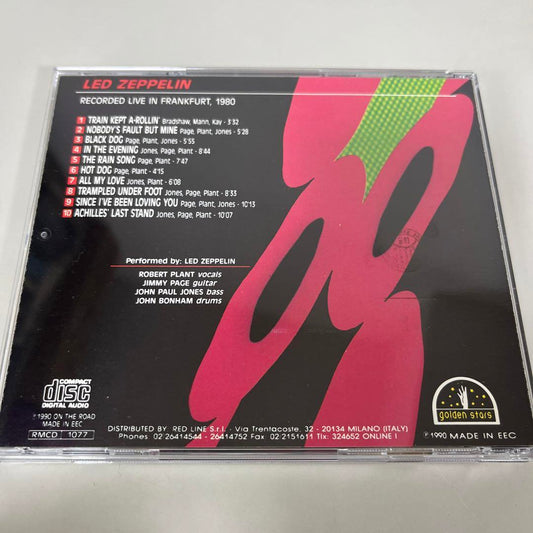 LED ZEPPELIN
RECORDED LIVE IN FRANKFURT, 1980
1 TRAIN KEPT A-ROLLIN' Bradshaw, Mann, Kay - 3'32
2 NOBODY'S FAULT BUT MINE Page, Plant, Jones - 5'28
3 BLACK DOG Page, Plant, Jones - 5'55
4 IN THE EVENING Jones, Page, Plant - 8'44
5 THE RAIN SONG Page, Plant - 7'47
6 HOT DOG Page, Plant - 4'15
7 ALL MY LOVE Jones, Page, Plant - 6'08
8 TRAMPLED UNDER FOOT Jones, Page, Plant - 8'33
9 SINCE I'VE BEEN LOVING YOU Page, Plant, Jones - 10'13
10 ACHILLES' LAST STAND Jones, Page, Plant - 10'07
Performed by: LED ZEPPELIN
ROBERT PLANT vocals
JIMMY PAGE guitar
JOHN PAUL JONES bass
JOHN BONHAM drums
COMPACT
disc
DIGITAL AUDIO
℗1990 ON THE ROAD
MADE IN EEC
RMCD 1077
DISTRIBUTED BY RED LINE S.r.l. - Via Trentacoste, 32 - 20134 MILANO (ITALY)
Phones: 02·26414544 - 26414752 Fax: 02·2151611 Tlx: 324652 ONLINE I
golden stars
℗1990 MADE IN EEC